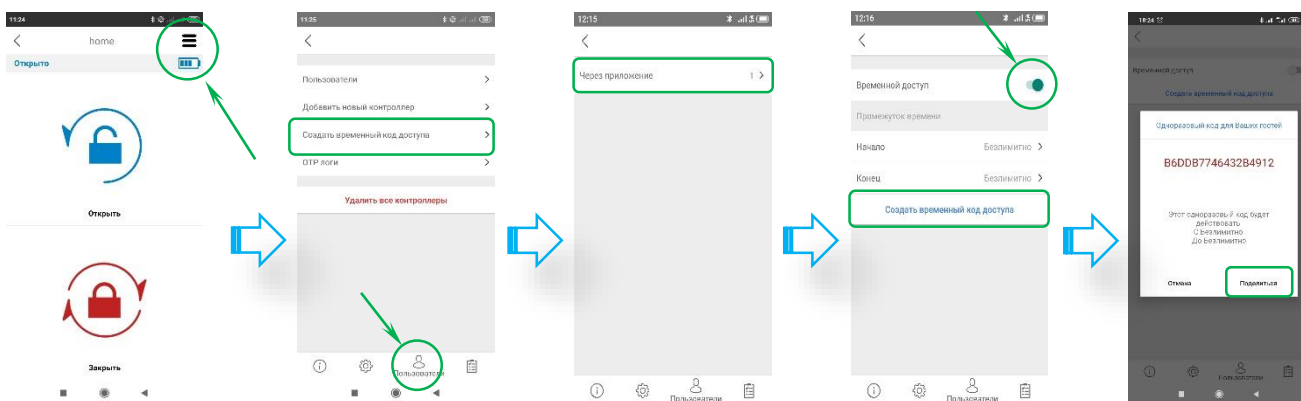 11:24
home
Открыто
Открыть
Закрыть
11:25
Пользователи
Добавить новый контроллер
Создать временный код доступа
OTP логи
Удалить все контроллеры
Пользователи
12:15
Через приложение 1
Пользователи
12:16
Временной доступ
Промежуток времени
Начало Безлимитно
Конец Безлимитно
Создать временный код доступа
Пользователи
18:24
Временной доступ
Создать временный код доступа
Одноразовый код для Ваших гостей
B6DDB7746432B4912
Этот одноразовый код будет
действовать
С Безлимитно
До Безлимитно
Отмена Поделиться
Пользователи